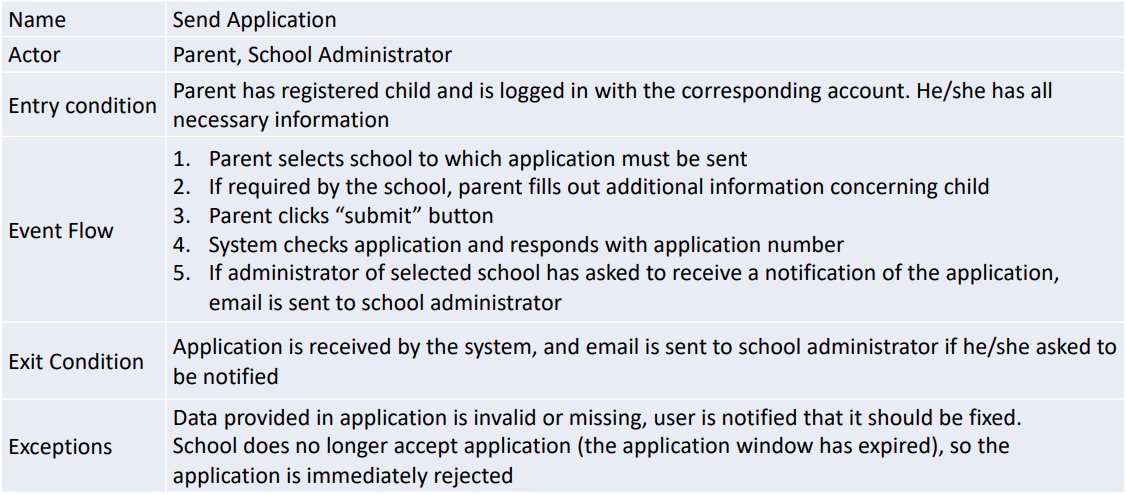 Name
Send Application
Actor
Parent, School Administrator
Entry condition
Parent has registered child and is logged in with the corresponding account. He/she has all
necessary information
Event Flow
1. Parent selects school to which application must be sent
2. If required by the school, parent fills out additional information concerning child
3. Parent clicks “submit” button
4. System checks application and responds with application number
5. If administrator of selected school has asked to receive a notification of the application,
email is sent to school administrator
Exit Condition
Application is received by the system, and email is sent to school administrator if he/she asked to
be notified
Exceptions
Data provided in application is invalid or missing, user is notified that it should be fixed.
School does no longer accept application (the application window has expired), so the
application is immediately rejected